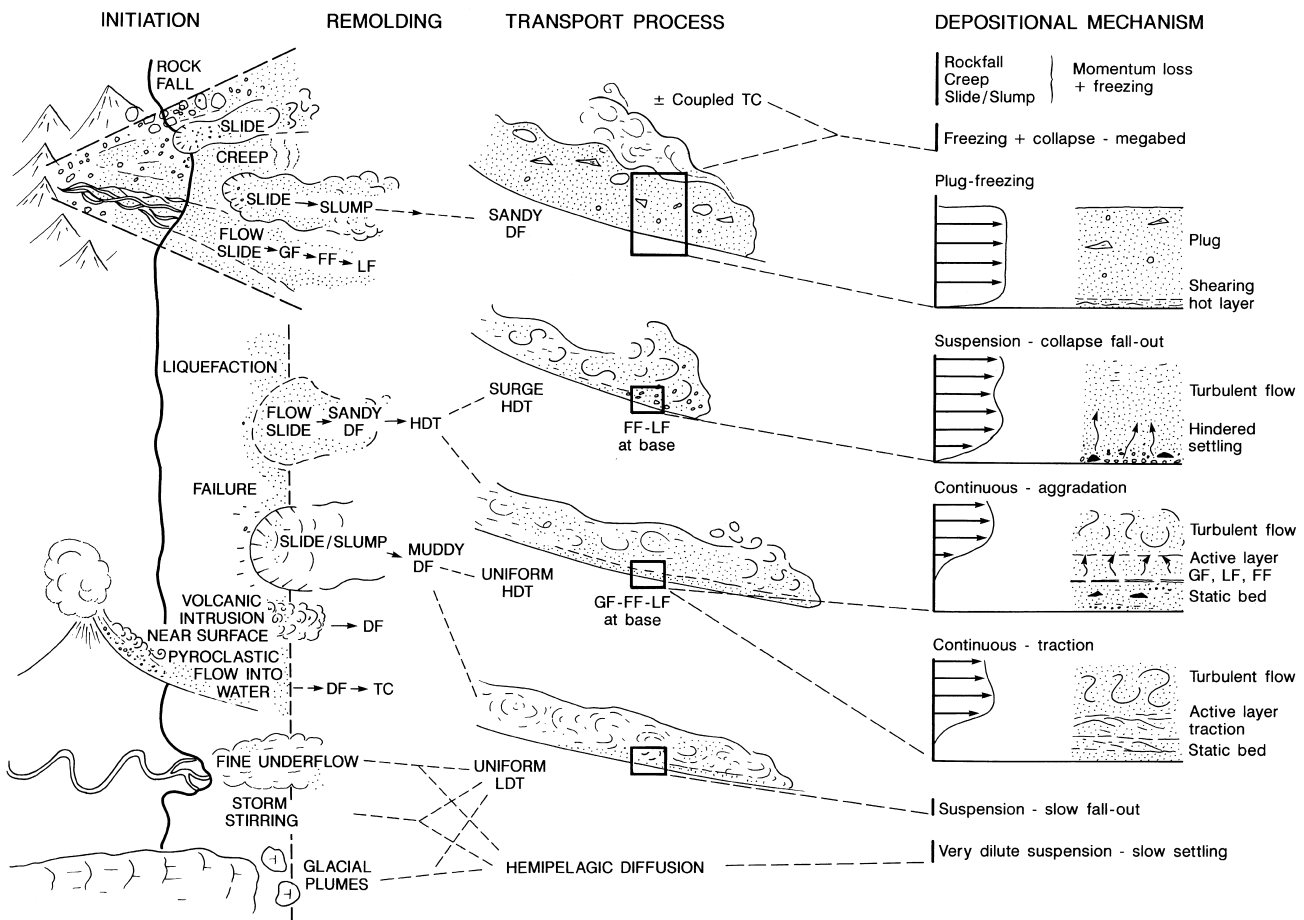 INITIATION
REMOLDING
TRANSPORT PROCESS
DEPOSITIONAL MECHANISM
ROCK
FALL
SLIDE
CREEP
SLIDE → SLUMP
FLOW
SLIDE → GF → FF → LF
SANDY
DF
± Coupled TC
Rockfall
Creep
Slide/Slump
Momentum loss
+ freezing
Freezing + collapse - megabed
Plug-freezing
Plug
Shearing
hot layer
LIQUEFACTION
FLOW
SLIDE → SANDY
DF → HDT
SURGE
HDT
FF-LF
at base
Suspension - collapse fall-out
Turbulent flow
Hindered
settling
FAILURE
SLIDE/SLUMP
MUDDY
DF
UNIFORM
HDT
GF-FF-LF
at base
Continuous - aggradation
Turbulent flow
Active layer
GF, LF, FF
Static bed
VOLCANIC
INTRUSION
NEAR SURFACE
→ DF
PYROCLASTIC
FLOW INTO
WATER
→ DF → TC
Continuous - traction
Turbulent flow
Active layer
traction
Static bed
FINE UNDERFLOW
UNIFORM
LDT
STORM
STIRRING
Suspension - slow fall-out
GLACIAL
PLUMES
HEMIPELAGIC DIFFUSION
Very dilute suspension - slow settling